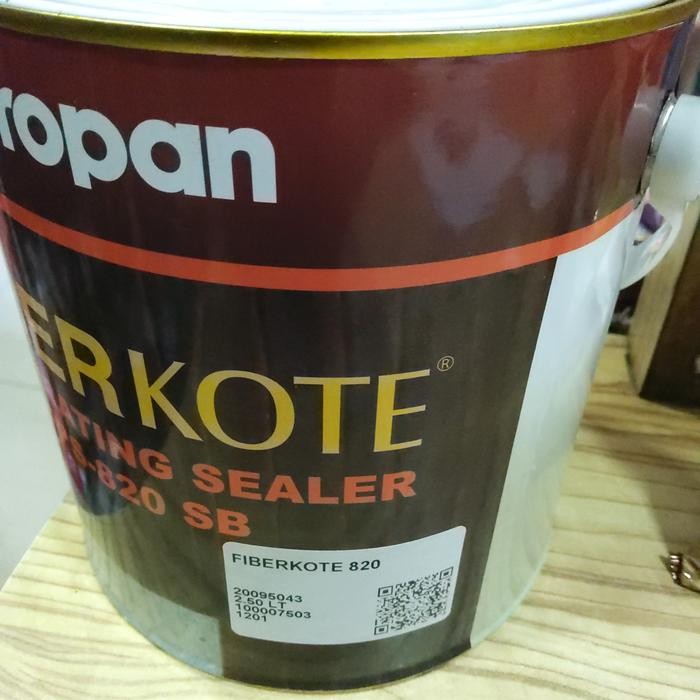 ropan
ERKOTE®
ATING SEALER
S-820 SB
FIBERKOTE 820
20095043
2.50 LT
100007503
1201